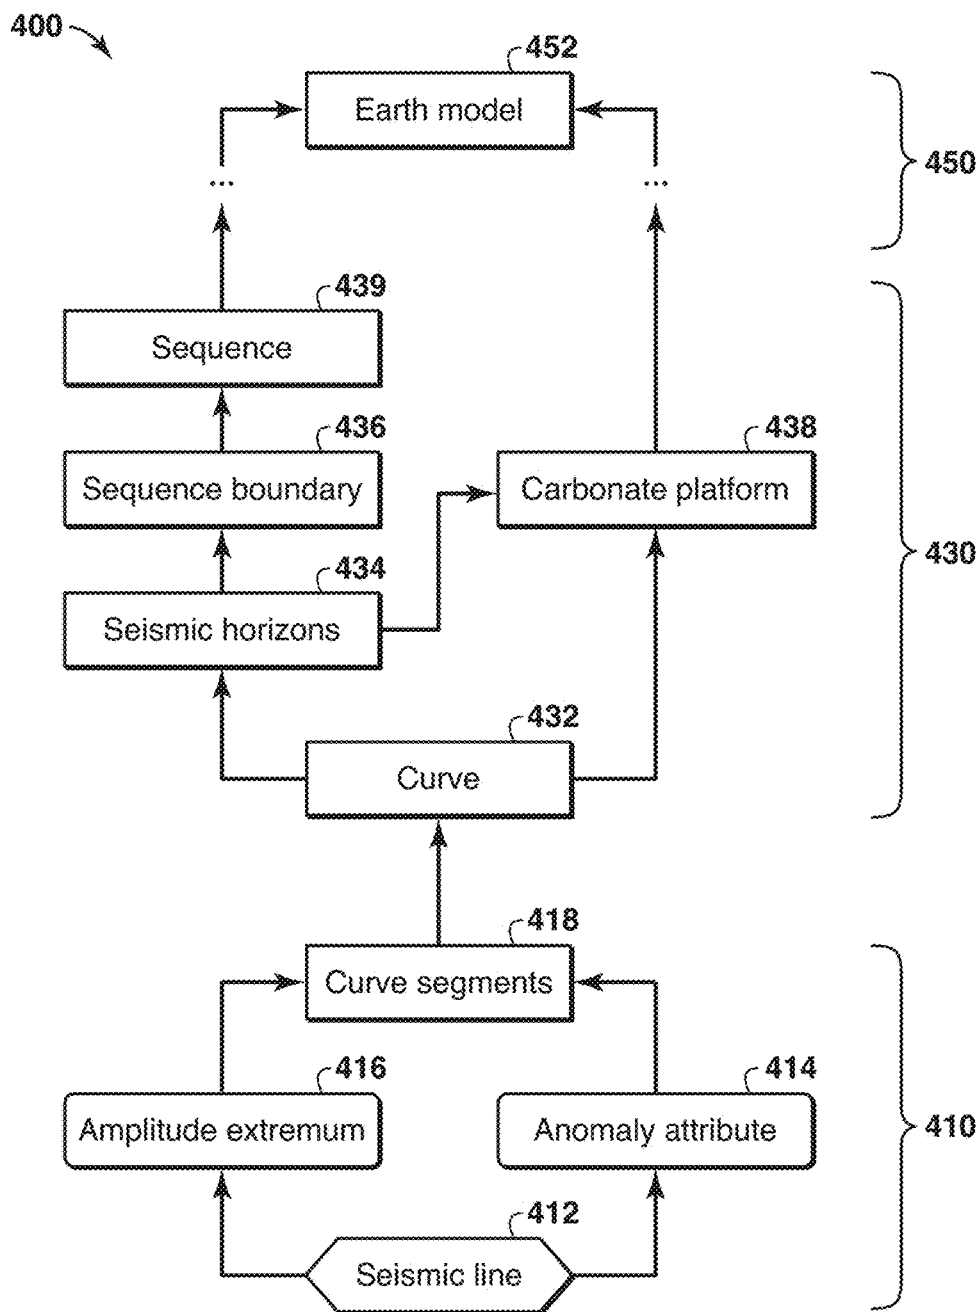 400
452
Earth model
450
...
...
439
Sequence
436
438
Sequence boundary
Carbonate platform
430
434
Seismic horizons
432
Curve
418
Curve segments
416
414
Amplitude extremum
Anomaly attribute
410
412
Seismic line